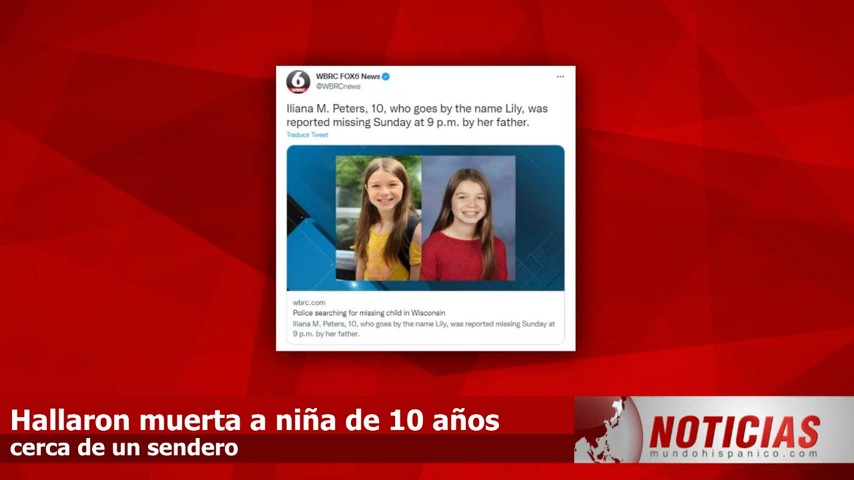 6
WBRC FOX6 News
@WBRCnews
Iliana M. Peters, 10, who goes by the name Lily, was
reported missing Sunday at 9 p.m. by her father.
Traducir Tweet
wbrc.com
Police searching for missing child in Wisconsin
Iliana M. Peters, 10, who goes by the name Lily, was reported missing Sunday at
9 p.m. by her father.
Hallaron muerta a niña de 10 años
cerca de un sendero
NOTICIAS
mundohispanico.com